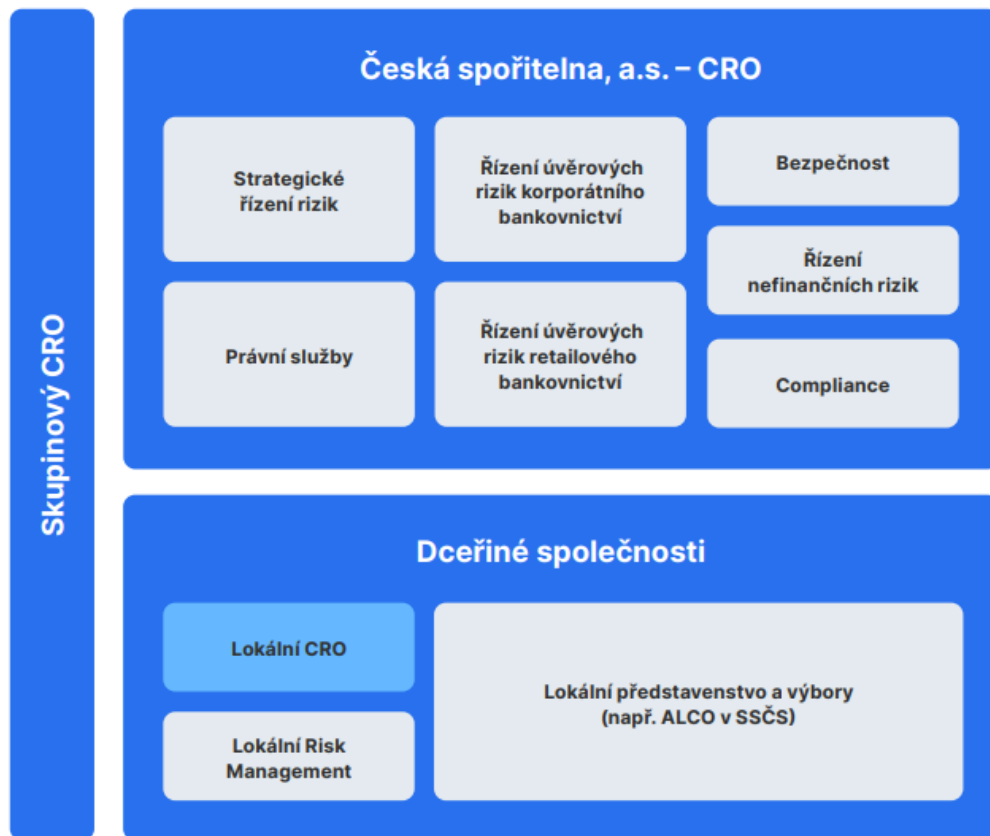 Skupinový CRO
Česká spořitelna, a.s. – CRO
Strategické
řízení rizik
Řízení úvěrových
rizik korporátního
bankovnictví
Bezpečnost
Řízení
nefinančních rizik
Právní služby
Řízení úvěrových
rizik retailového
bankovnictví
Compliance
Dceřiné společnosti
Lokální CRO
Lokální představenstvo a výbory
(např. ALCO v SSČS)
Lokální Risk
Management